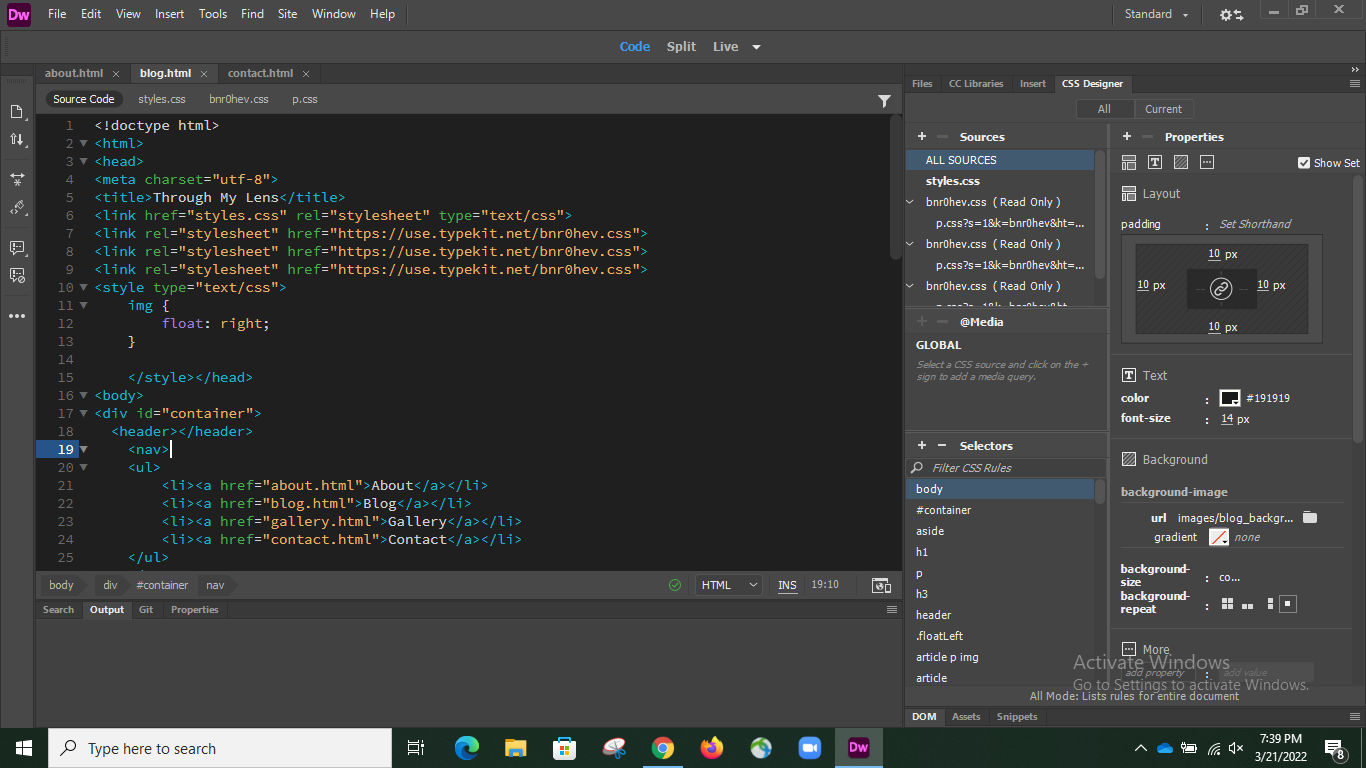 Dw File Edit View Insert Tools Find Site Window Help Standard
Code Split Live
about.html × blog.html × contact.html ×
Source Code styles.css bnr0hev.css p.css
1 <!doctype html>
2 <html>
3 <head>
4 <meta charset="utf-8">
5 <title>Through My Lens</title>
6 <link href="styles.css" rel="stylesheet" type="text/css">
7 <link rel="stylesheet" href="https://use.typekit.net/bnr0hev.css">
8 <link rel="stylesheet" href="https://use.typekit.net/bnr0hev.css">
9 <link rel="stylesheet" href="https://use.typekit.net/bnr0hev.css">
10 <style type="text/css">
11 img {
12 float: right;
13 }
14
15 </style></head>
16 <body>
17 <div id="container">
18 <header></header>
19 <nav>
20 <ul>
21 <li><a href="about.html">About</a></li>
22 <li><a href="blog.html">Blog</a></li>
23 <li><a href="gallery.html">Gallery</a></li>
24 <li><a href="contact.html">Contact</a></li>
25 </ul>
body div #container nav HTML INS 19:10
Search Output Git Properties
Files CC Libraries Insert CSS Designer
All Current
+ − Sources
ALL SOURCES
styles.css
bnr0hev.css ( Read Only )
p.css?s=1&k=bnr0hev&ht=...
bnr0hev.css ( Read Only )
p.css?s=1&k=bnr0hev&ht=...
bnr0hev.css ( Read Only )
+ − @Media
GLOBAL
Select a CSS source and click on the +
sign to add a media query.
+ − Selectors
Filter CSS Rules
body
#container
aside
h1
p
h3
header
.floatLeft
article p img
article
+ − Properties
Show Set
Layout
padding : Set Shorthand
10 px
10 px 10 px
10 px
Text
color : #191919
font-size : 14 px
Background
background-image
url images/blog_backgr...
gradient none
background-
size : co...
background-
repeat :
More
add property : add value
Activate Windows
Go to Settings to activate Windows.
All Mode: Lists rules for entire document
DOM Assets Snippets
Type here to search
Dw
7:39 PM
3/21/2022
8